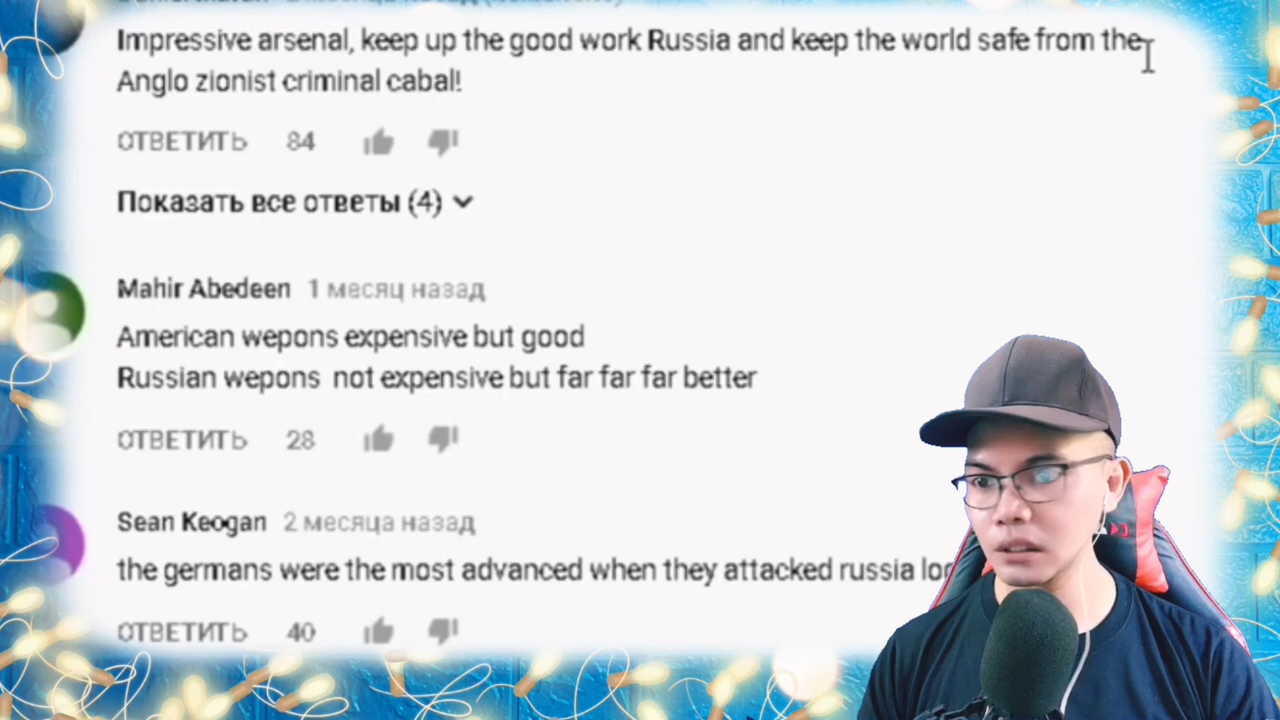 Impressive arsenal, keep up the good work Russia and keep the world safe from the
Anglo zionist criminal cabal!
ОТВЕТИТЬ 84
Показать все ответы (4)
Mahir Abedeen 1 месяц назад
American wepons expensive but good
Russian wepons not expensive but far far far better
ОТВЕТИТЬ 28
Sean Keogan 2 месяца назад
the germans were the most advanced when they attacked russia
ОТВЕТИТЬ 40